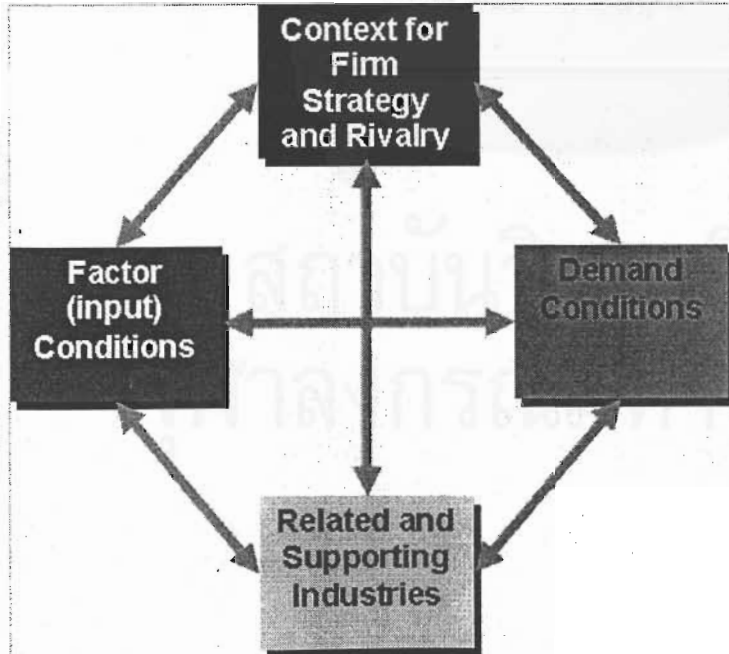 Context for
Firm
Strategy
and Rivalry
Factor
(input)
Conditions
Demand
Conditions
Related and
Supporting
Industries